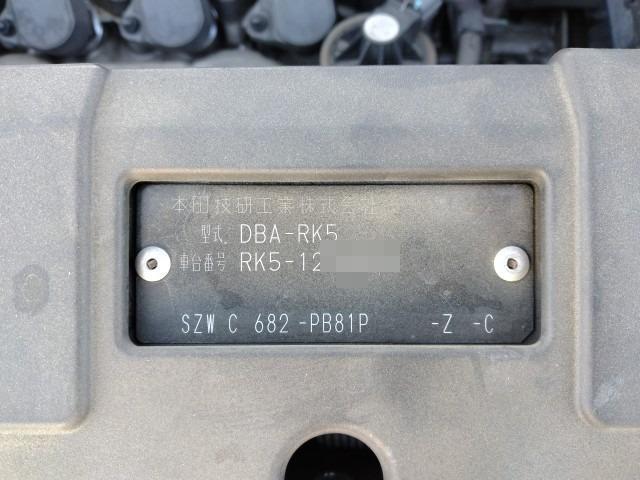 本田技研工業株式会社
型式 DBA-RK5
車台番号 RK5-12
SZW C 682 -PB81P -Z -C